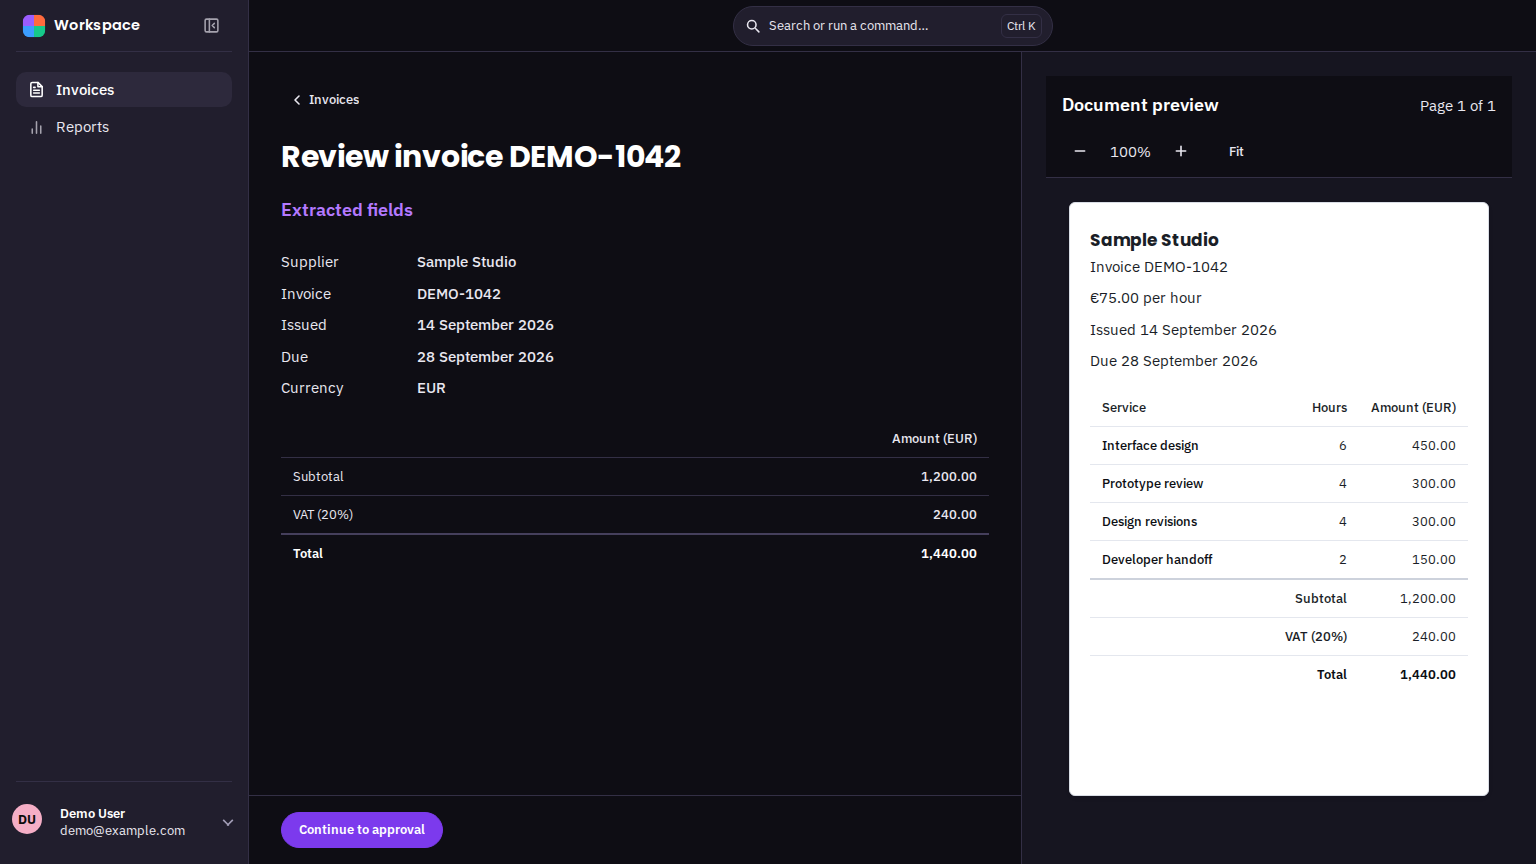 Workspace
Search or run a command... Ctrl K
Invoices
Reports
Demo User
demo@example.com
DU
Invoices
Review invoice DEMO-1042
Extracted fields
Supplier Sample Studio
Invoice DEMO-1042
Issued 14 September 2026
Due 28 September 2026
Currency EUR
Amount (EUR)
Subtotal 1,200.00
VAT (20%) 240.00
Total 1,440.00
Continue to approval
Document preview Page 1 of 1
100% Fit
Sample Studio
Invoice DEMO-1042
€75.00 per hour
Issued 14 September 2026
Due 28 September 2026
Service Hours Amount (EUR)
Interface design 6 450.00
Prototype review 4 300.00
Design revisions 4 300.00
Developer handoff 2 150.00
Subtotal 1,200.00
VAT (20%) 240.00
Total 1,440.00